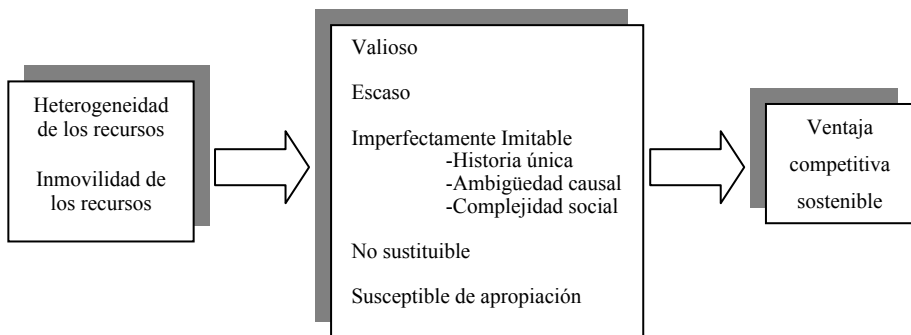 Heterogeneidad
de los recursos
Inmovilidad de
los recursos
Valioso
Escaso
Imperfectamente Imitable
-Historia única
-Ambigüedad causal
-Complejidad social
No sustituible
Susceptible de apropiación
Ventaja
competitiva
sostenible